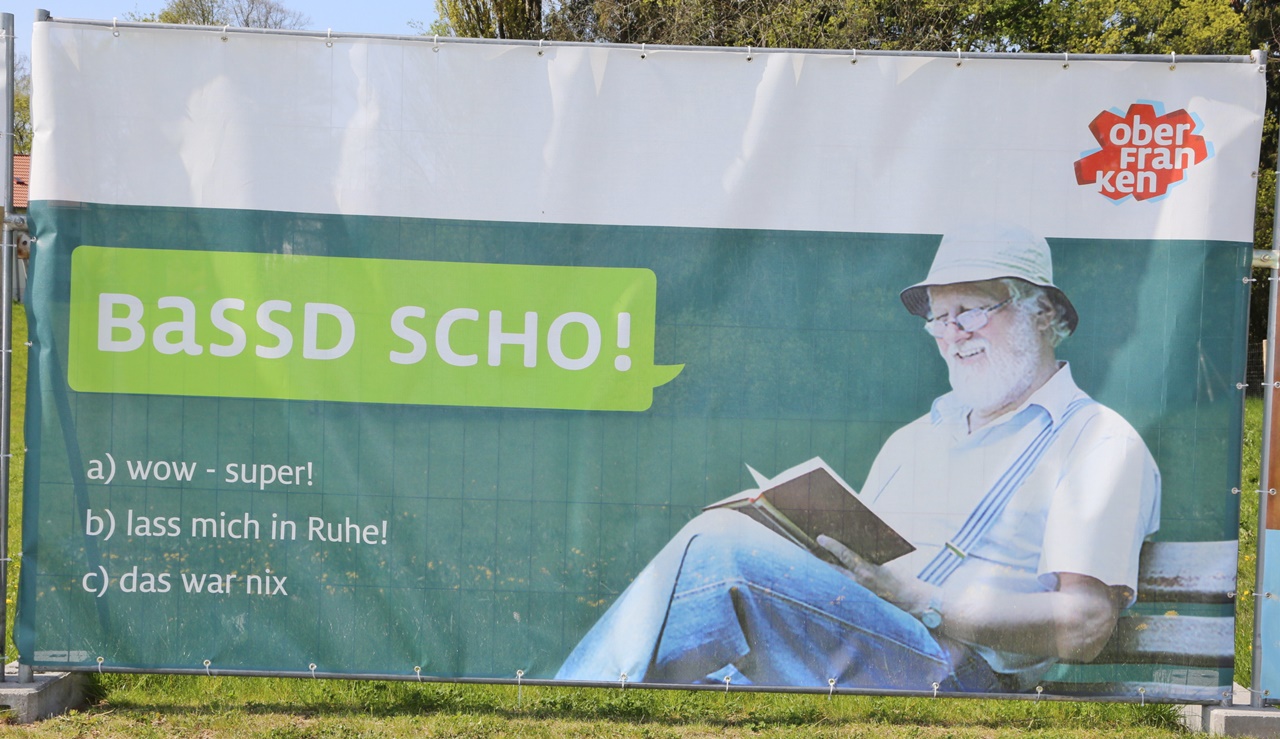 ober
Fran
Ken
BaSSD SCHO!
a) wow - super!
b) lass mich in Ruhe!
c) das war nix